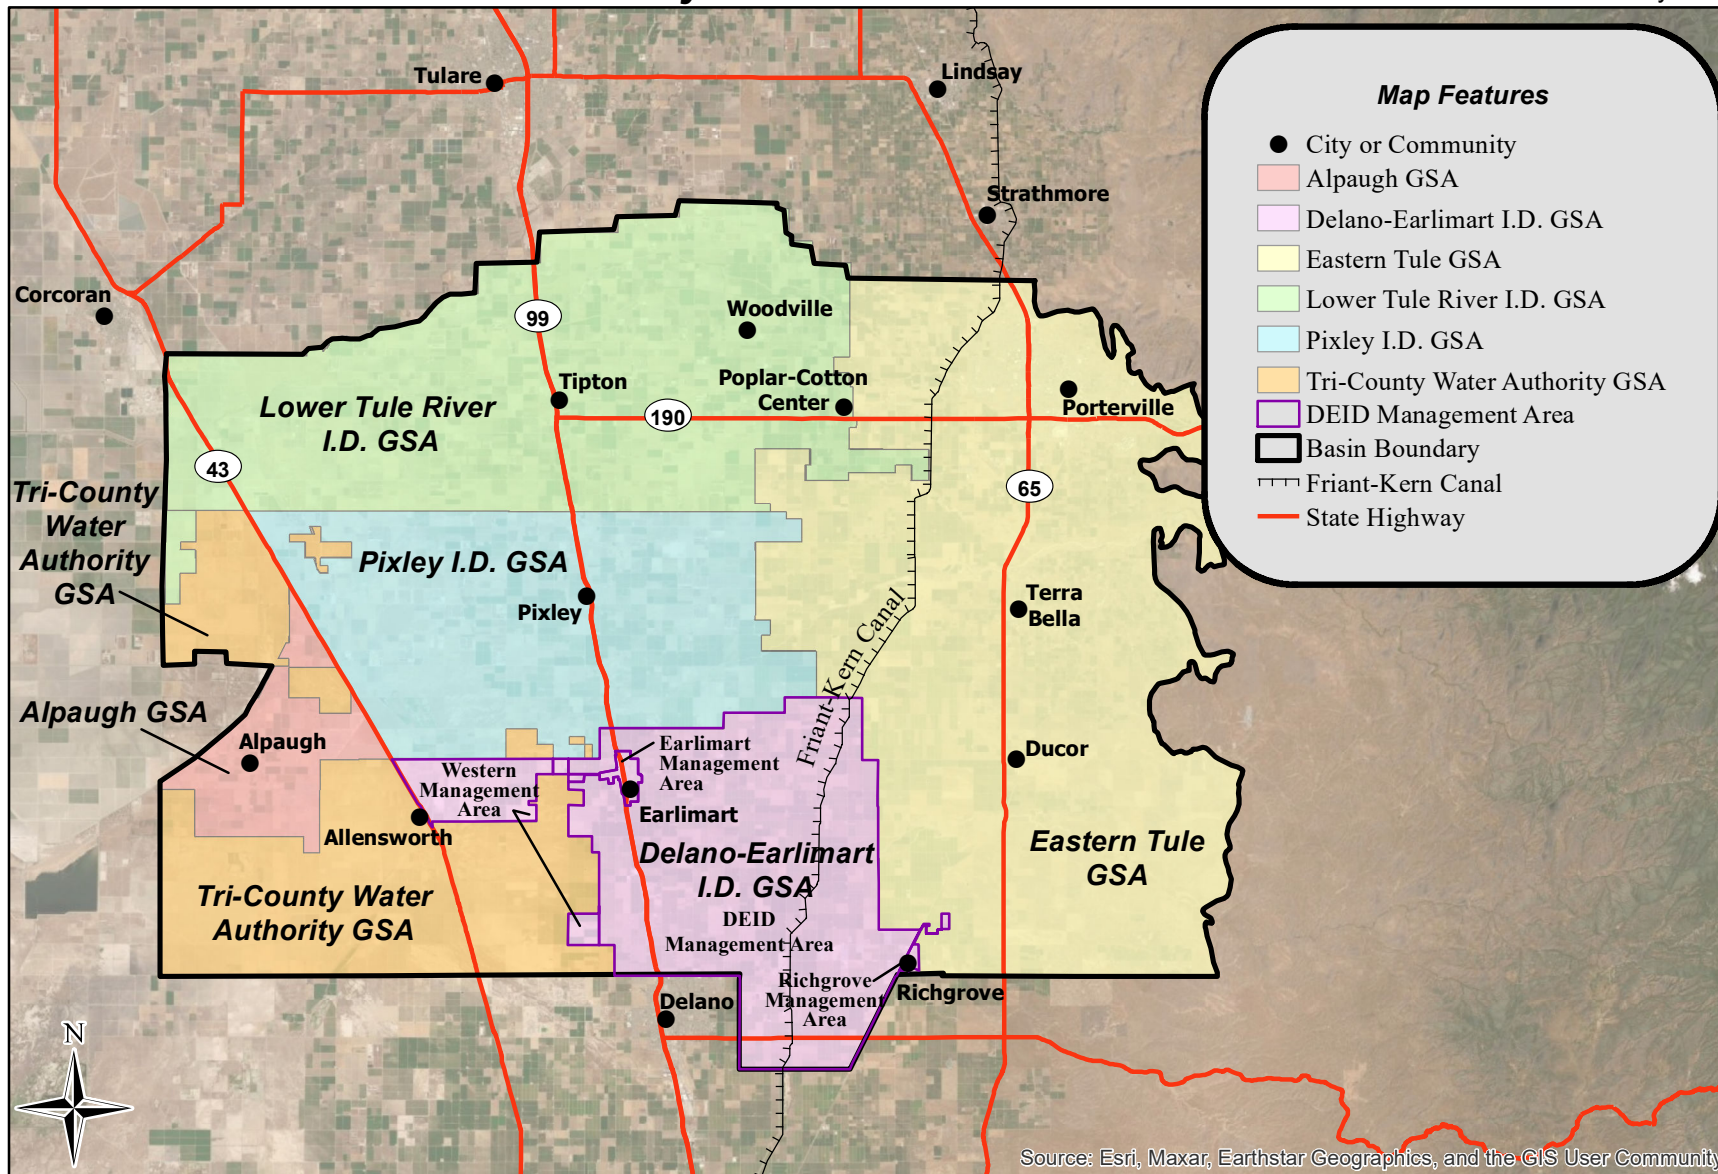 Tulare
Lindsay
Strathmore
Corcoran
99
Woodville
Tipton
Poplar-Cotton
Center
190
Porterville
Lower Tule River
I.D. GSA
43
65
Tri-County
Water
Authority
GSA
Pixley I.D. GSA
Pixley
Terra
Bella
Friant-Kern Canal
Alpaugh GSA
Alpaugh
Friant-Kern Canal
Earlimart
Management
Area
Western
Management
Area
Ducor
Earlimart
Allensworth
Delano-Earlimart
I.D. GSA
Eastern Tule
GSA
Tri-County Water
Authority GSA
DEID
Management Area
Richgrove
Management
Area
Richgrove
Delano
N
Map Features
City or Community
Alpaugh GSA
Delano-Earlimart I.D. GSA
Eastern Tule GSA
Lower Tule River I.D. GSA
Pixley I.D. GSA
Tri-County Water Authority GSA
DEID Management Area
Basin Boundary
Friant-Kern Canal
State Highway
Source: Esri, Maxar, Earthstar Geographics, and the GIS User Community